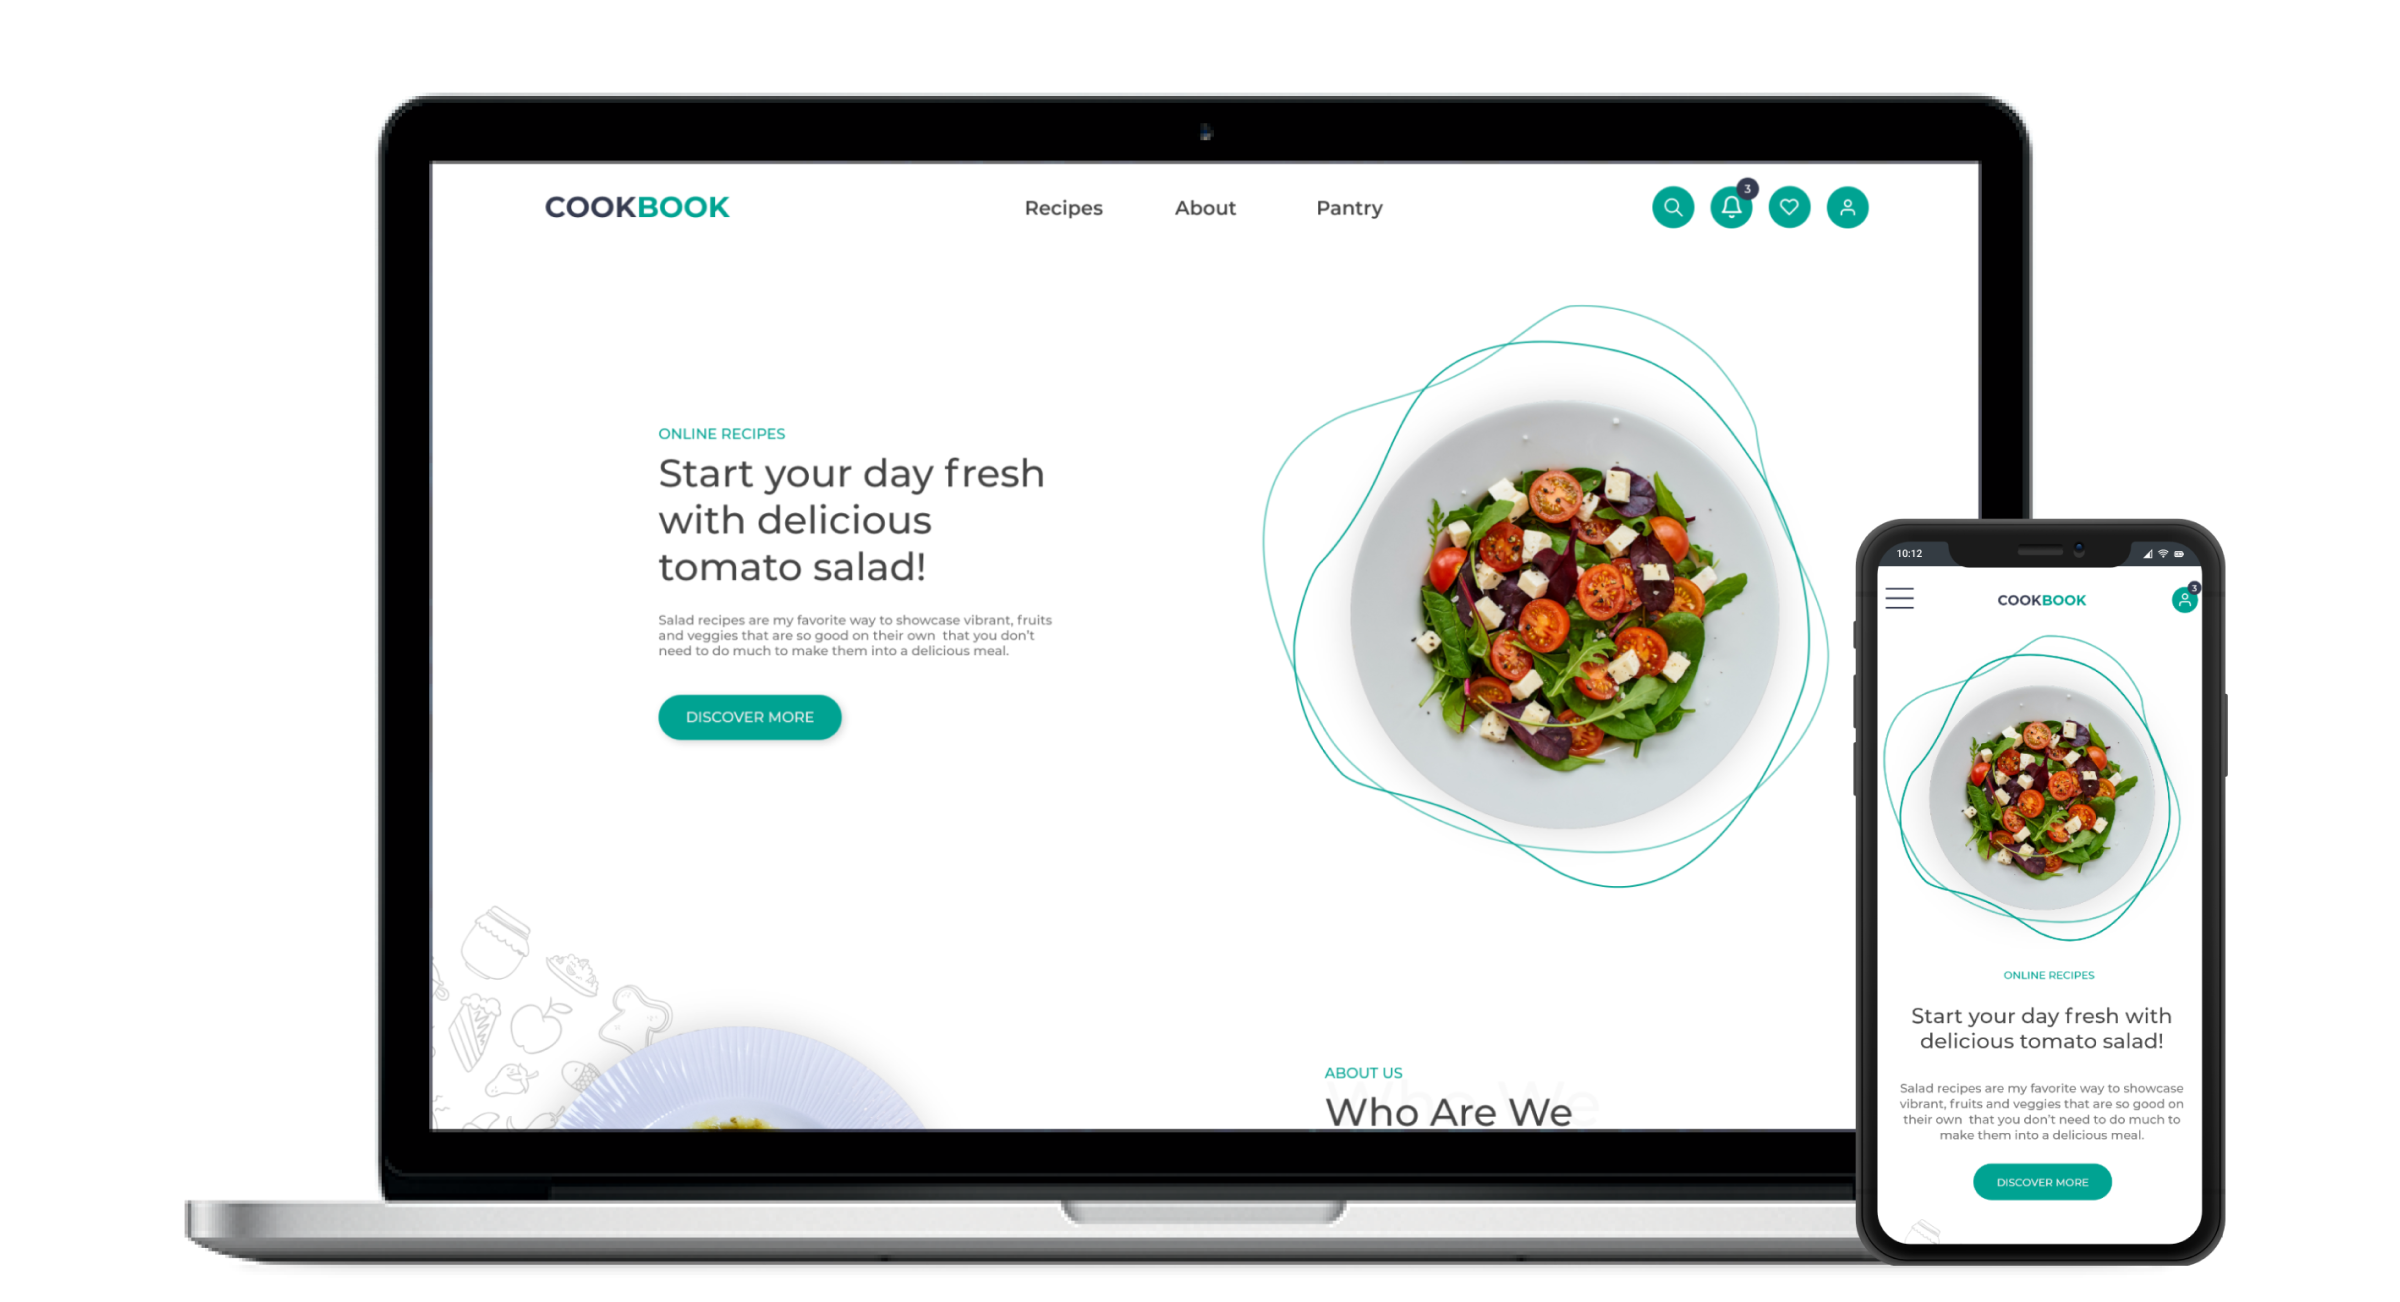 COOKBOOK
Recipes
About
Pantry
3
ONLINE RECIPES
Start your day fresh
with delicious
tomato salad!
Salad recipes are my favorite way to showcase vibrant, fruits
and veggies that are so good on their own  that you don't
need to do much to make them into a delicious meal.
DISCOVER MORE
ABOUT US
Who We
Who Are We
10:12
COOKBOOK
3
ONLINE RECIPES
Start your day fresh with
delicious tomato salad!
Salad recipes are my favorite way to showcase
vibrant, fruits and veggies that are so good on
their own  that you don't need to do much to
make them into a delicious meal.
DISCOVER MORE